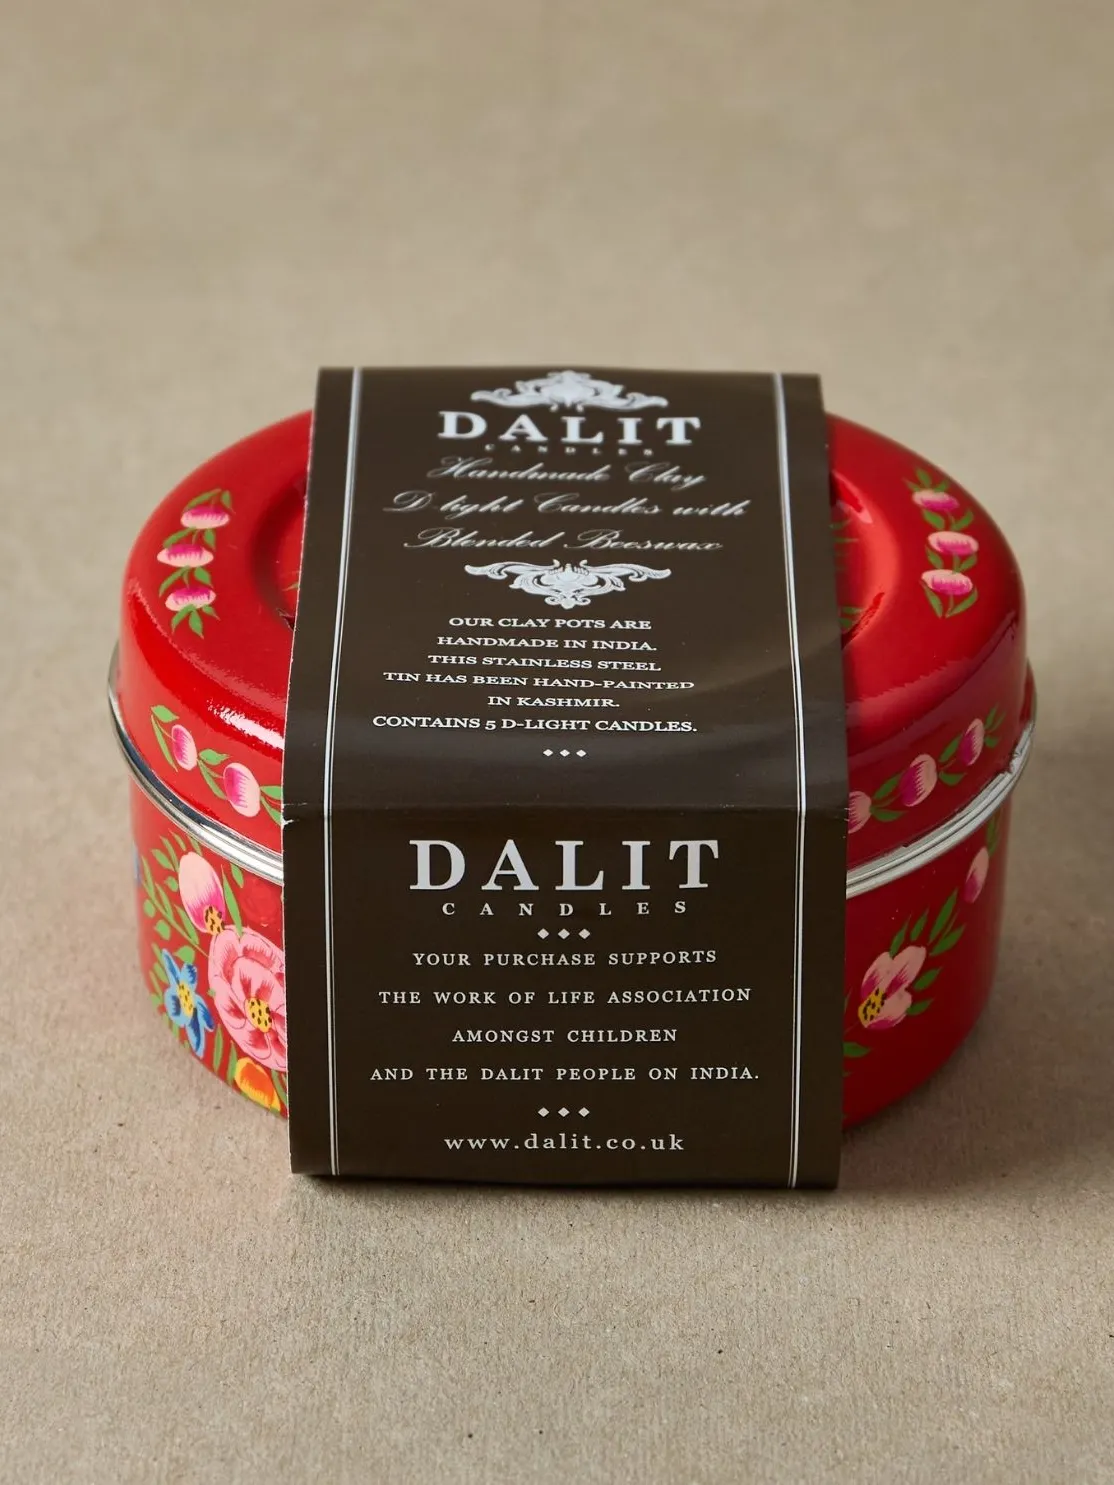 DALIT
CANDLES
Handmade Clay
D-light Candles with
Blended Beeswax
OUR CLAY POTS ARE
HANDMADE IN INDIA.
THIS STAINLESS STEEL
TIN HAS BEEN HAND-PAINTED
IN KASHMIR.
CONTAINS 5 D-LIGHT CANDLES.
DALIT
CANDLES
YOUR PURCHASE SUPPORTS
THE WORK OF LIFE ASSOCIATION
AMONGST CHILDREN
AND THE DALIT PEOPLE ON INDIA.
www.dalit.co.uk